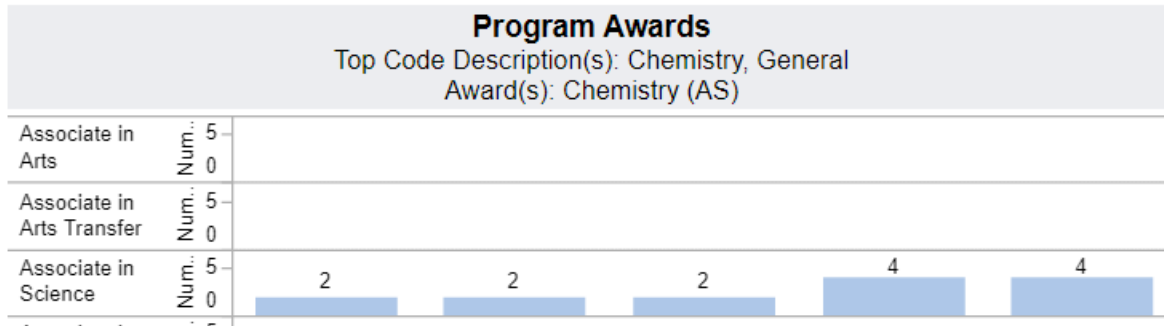 Program Awards
Top Code Description(s): Chemistry, General
Award(s): Chemistry (AS)
Associate in
Arts
Num..
5
0
Associate in
Arts Transfer
Num..
5
0
Associate in
Science
Num..
5
0
2 2 2 4 4